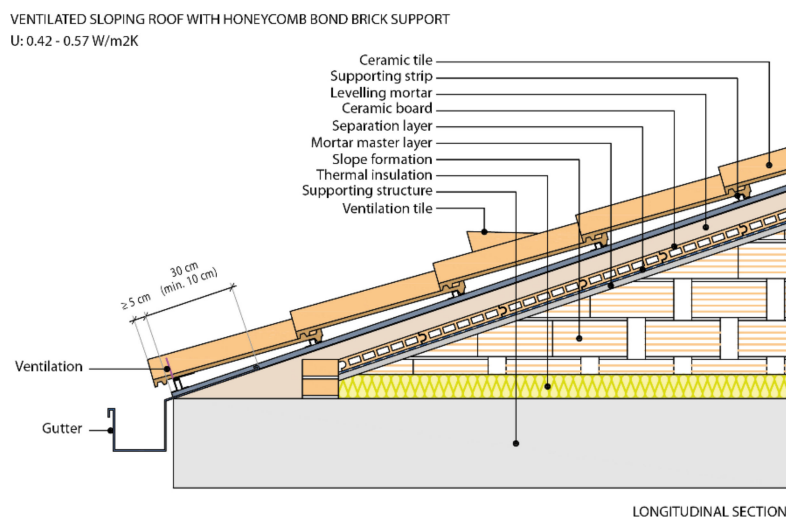 VENTILATED SLOPING ROOF WITH HONEYCOMB BOND BRICK SUPPORT
U: 0.42 - 0.57 W/m2K
Ceramic tile
Supporting strip
Levelling mortar
Ceramic board
Separation layer
Mortar master layer
Slope formation
Thermal insulation
Supporting structure
Ventilation tile
30 cm
(min. 10 cm)
≥ 5 cm
Ventilation
Gutter
LONGITUDINAL SECTION